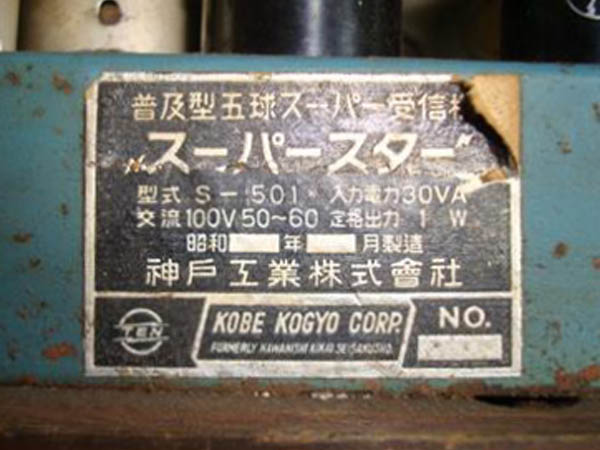 普及型五球スーパー受信
スーパースター
型式 S-501 入力電力30VA
交流100V50~60 定格出力 1 W
昭和 年 月製造
神戸工業株式會社
TEN
KOBE KOGYO CORP.
FORMERLY KAWANISHI KIKAI SEISAKUSHO
NO.